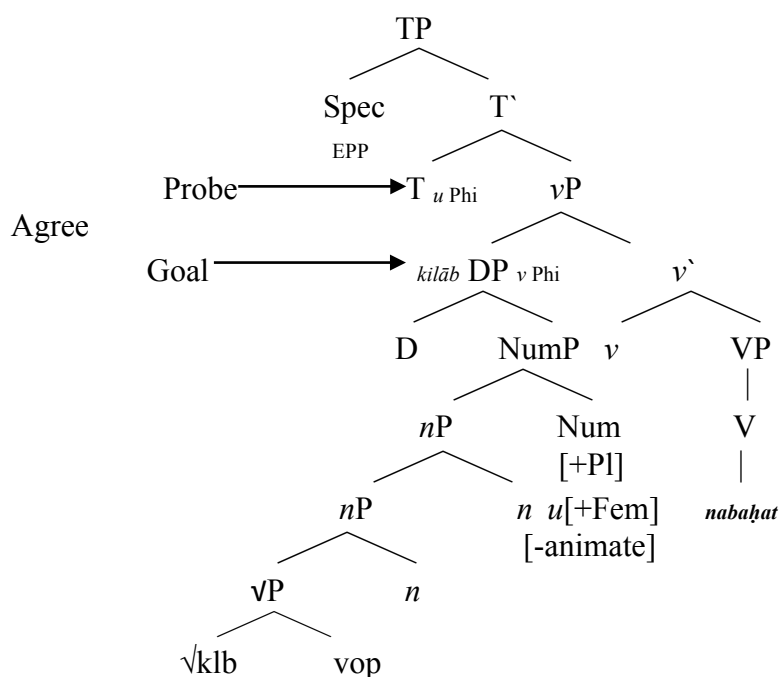 TP
Spec T`
EPP
Probe T u Phi vP
Agree
Goal kilāb DP v Phi v`
D NumP v VP
nP Num V
[+Pl]
nP n u[+Fem] nabaḥat
[-animate]
√P n
√klb vop